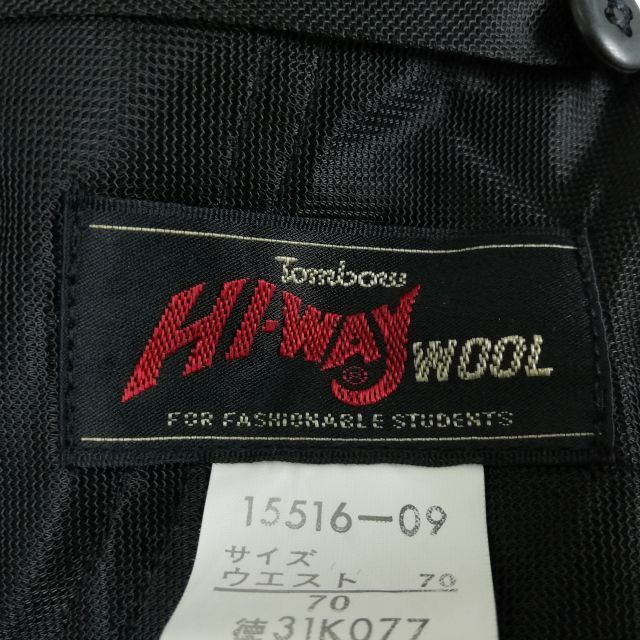 Tombow
HI-WAY WOOL
FOR FASHIONABLE STUDENTS
15516-09
サイズ
ウエスト 70
70
徳31K077